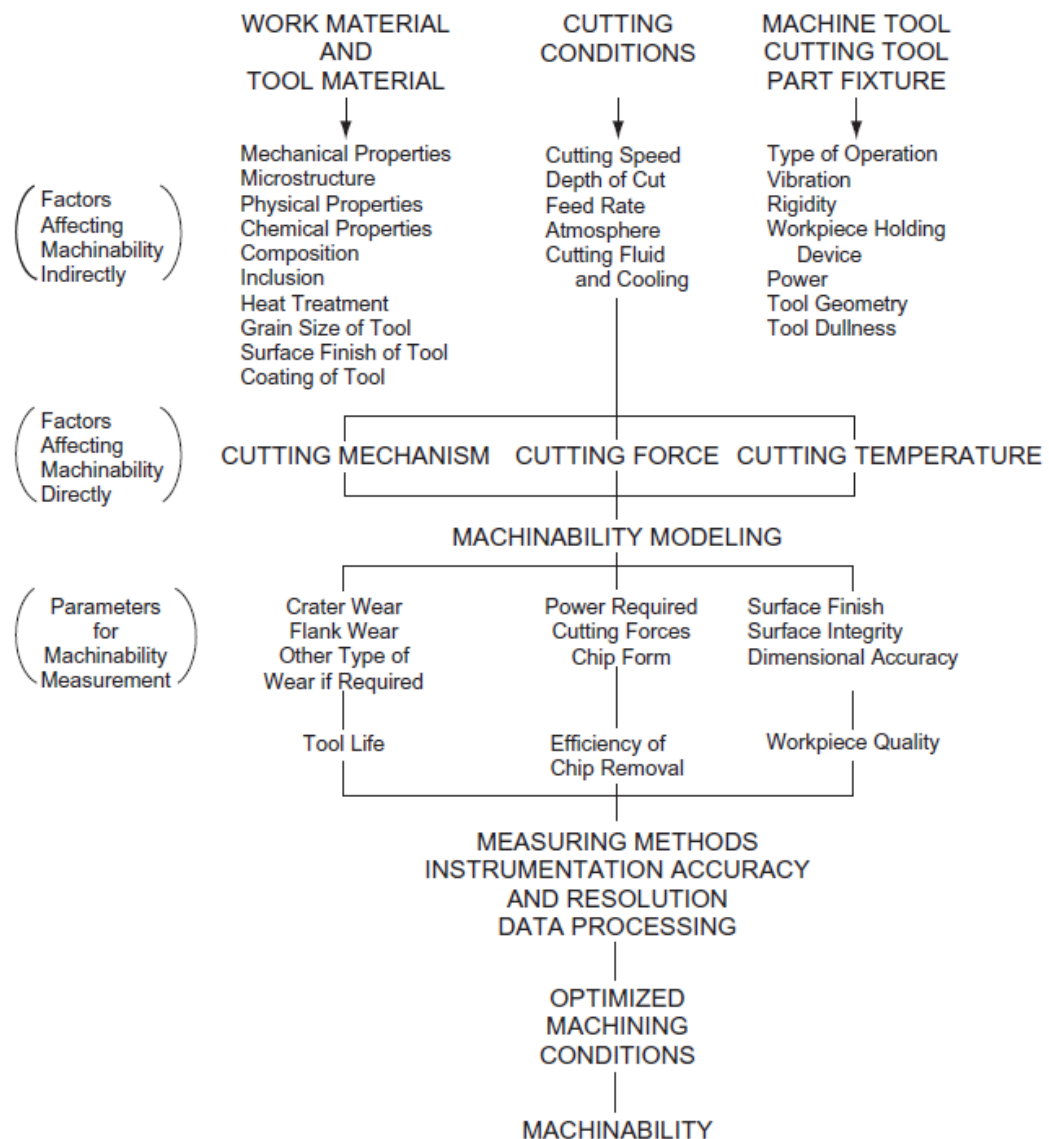 WORK MATERIAL
AND
TOOL MATERIAL
CUTTING
CONDITIONS
MACHINE TOOL
CUTTING TOOL
PART FIXTURE
Factors
Affecting
Machinability
Indirectly
Mechanical Properties
Microstructure
Physical Properties
Chemical Properties
Composition
Inclusion
Heat Treatment
Grain Size of Tool
Surface Finish of Tool
Coating of Tool
Cutting Speed
Depth of Cut
Feed Rate
Atmosphere
Cutting Fluid
and Cooling
Type of Operation
Vibration
Rigidity
Workpiece Holding
Device
Power
Tool Geometry
Tool Dullness
Factors
Affecting
Machinability
Directly
CUTTING MECHANISM
CUTTING FORCE
CUTTING TEMPERATURE
MACHINABILITY MODELING
Parameters
for
Machinability
Measurement
Crater Wear
Flank Wear
Other Type of
Wear if Required
Power Required
Cutting Forces
Chip Form
Surface Finish
Surface Integrity
Dimensional Accuracy
Tool Life
Efficiency of
Chip Removal
Workpiece Quality
MEASURING METHODS
INSTRUMENTATION ACCURACY
AND RESOLUTION
DATA PROCESSING
OPTIMIZED
MACHINING
CONDITIONS
MACHINABILITY